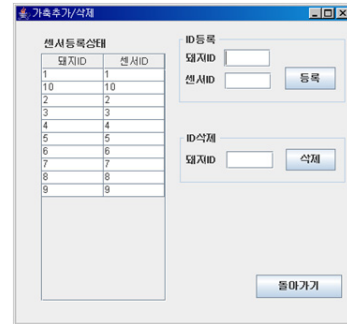 가축추가/삭제
센서등록상태
돼지ID 센서ID
1 1
10 10
2 2
3 3
4 4
5 5
6 6
7 7
8 8
9 9
ID등록
돼지ID
센서ID
등록
ID삭제
돼지ID
삭제
돌아가기